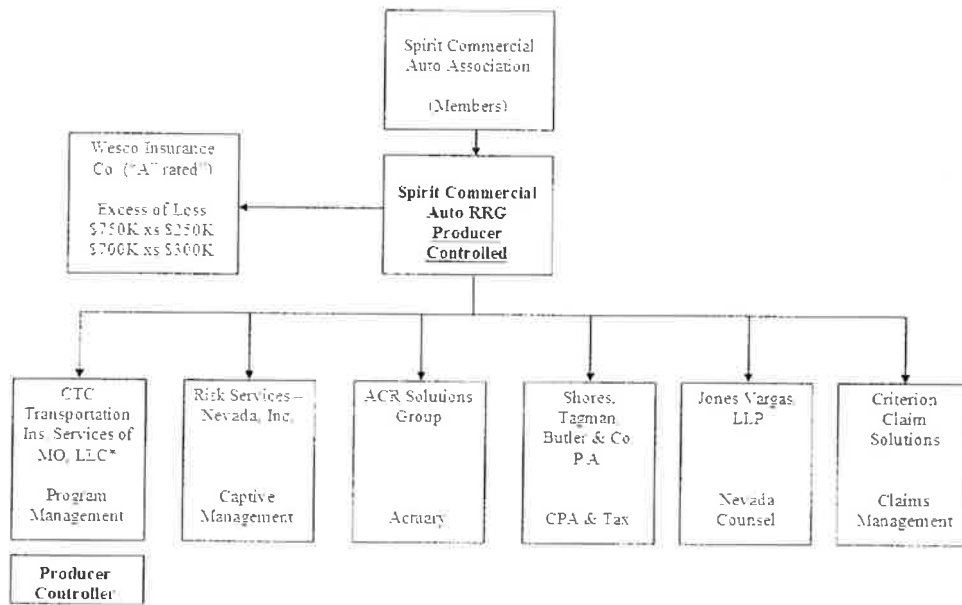 Spirit Commercial
Auto Association
(Members)
Wesco Insurance
Co. ("A" rated")
Excess of Loss
$750K xs $250K
$700K xs $300K
Spirit Commercial
Auto RRG
Producer
Controlled
CTC
Transportation
Ins. Services of
MO, LLC*
Program
Management
Risk Services –
Nevada, Inc.
Captive
Management
ACR Solutions
Group
Actuary
Shores,
Tagman,
Butler & Co.
P.A.
CPA & Tax
Jones Vargas,
LLP
Nevada
Counsel
Criterion
Claim
Solutions
Claims
Management
Producer
Controller